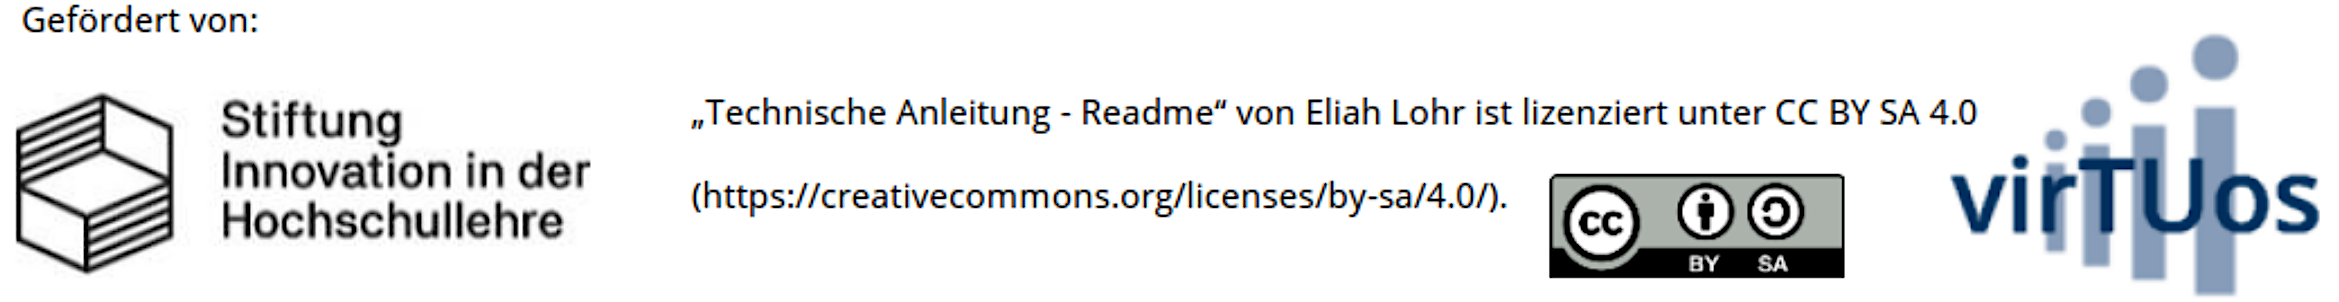 Gefördert von:
Stiftung
Innovation in der
Hochschullehre
„Technische Anleitung - Readme“ von Eliah Lohr ist lizenziert unter CC BY SA 4.0
(https://creativecommons.org/licenses/by-sa/4.0/).
cc
BY SA
virTUos